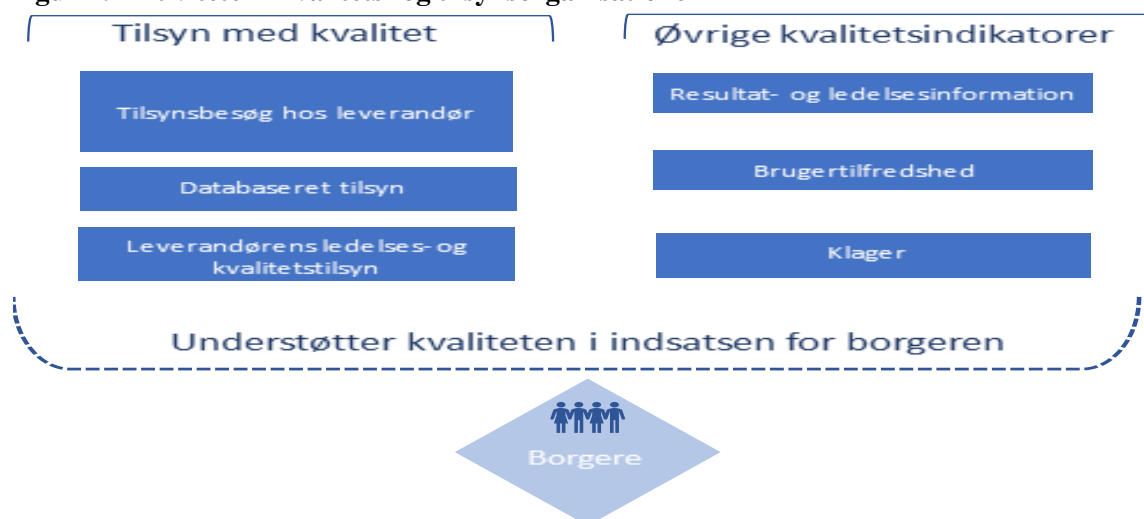 Tilsyn med kvalitet
Tilsynsbesøg hos leverandør
Databaseret tilsyn
Leverandørens ledelses- og
kvalitetstilsyn
Øvrige kvalitetsindikatorer
Resultat- og ledelsesinformation
Brugertilfredshed
Klager
Understøtter kvaliteten i indsatsen for borgeren
Borgere